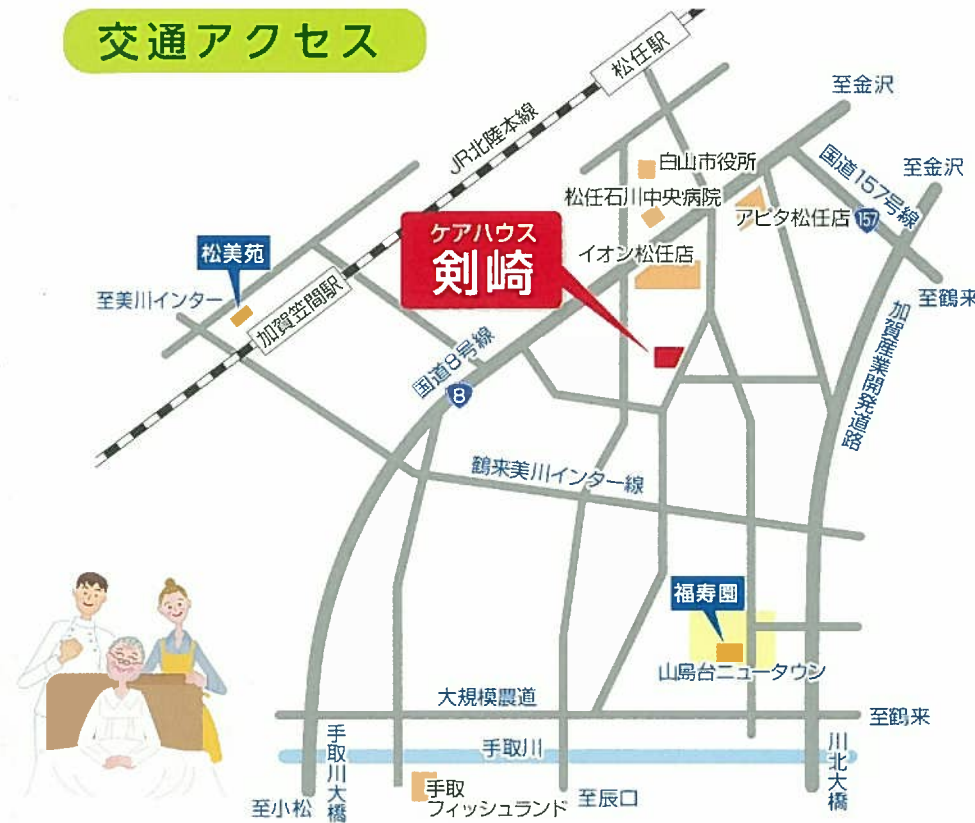 交通アクセス
松任駅
至金沢
JR北陸本線
国道157号線
至金沢
白山市役所
松任石川中央病院
アピタ松任店
157
ケアハウス
剣崎
イオン松任店
松美苑
至美川インター
加賀笠間駅
至鶴来
加賀産業開発道路
国道8号線
8
鶴来美川インター線
福寿園
山島台ニュータウン
大規模農道
至鶴来
手取川
手取川大橋
川北大橋
至小松
手取
フィッシュランド
至辰口